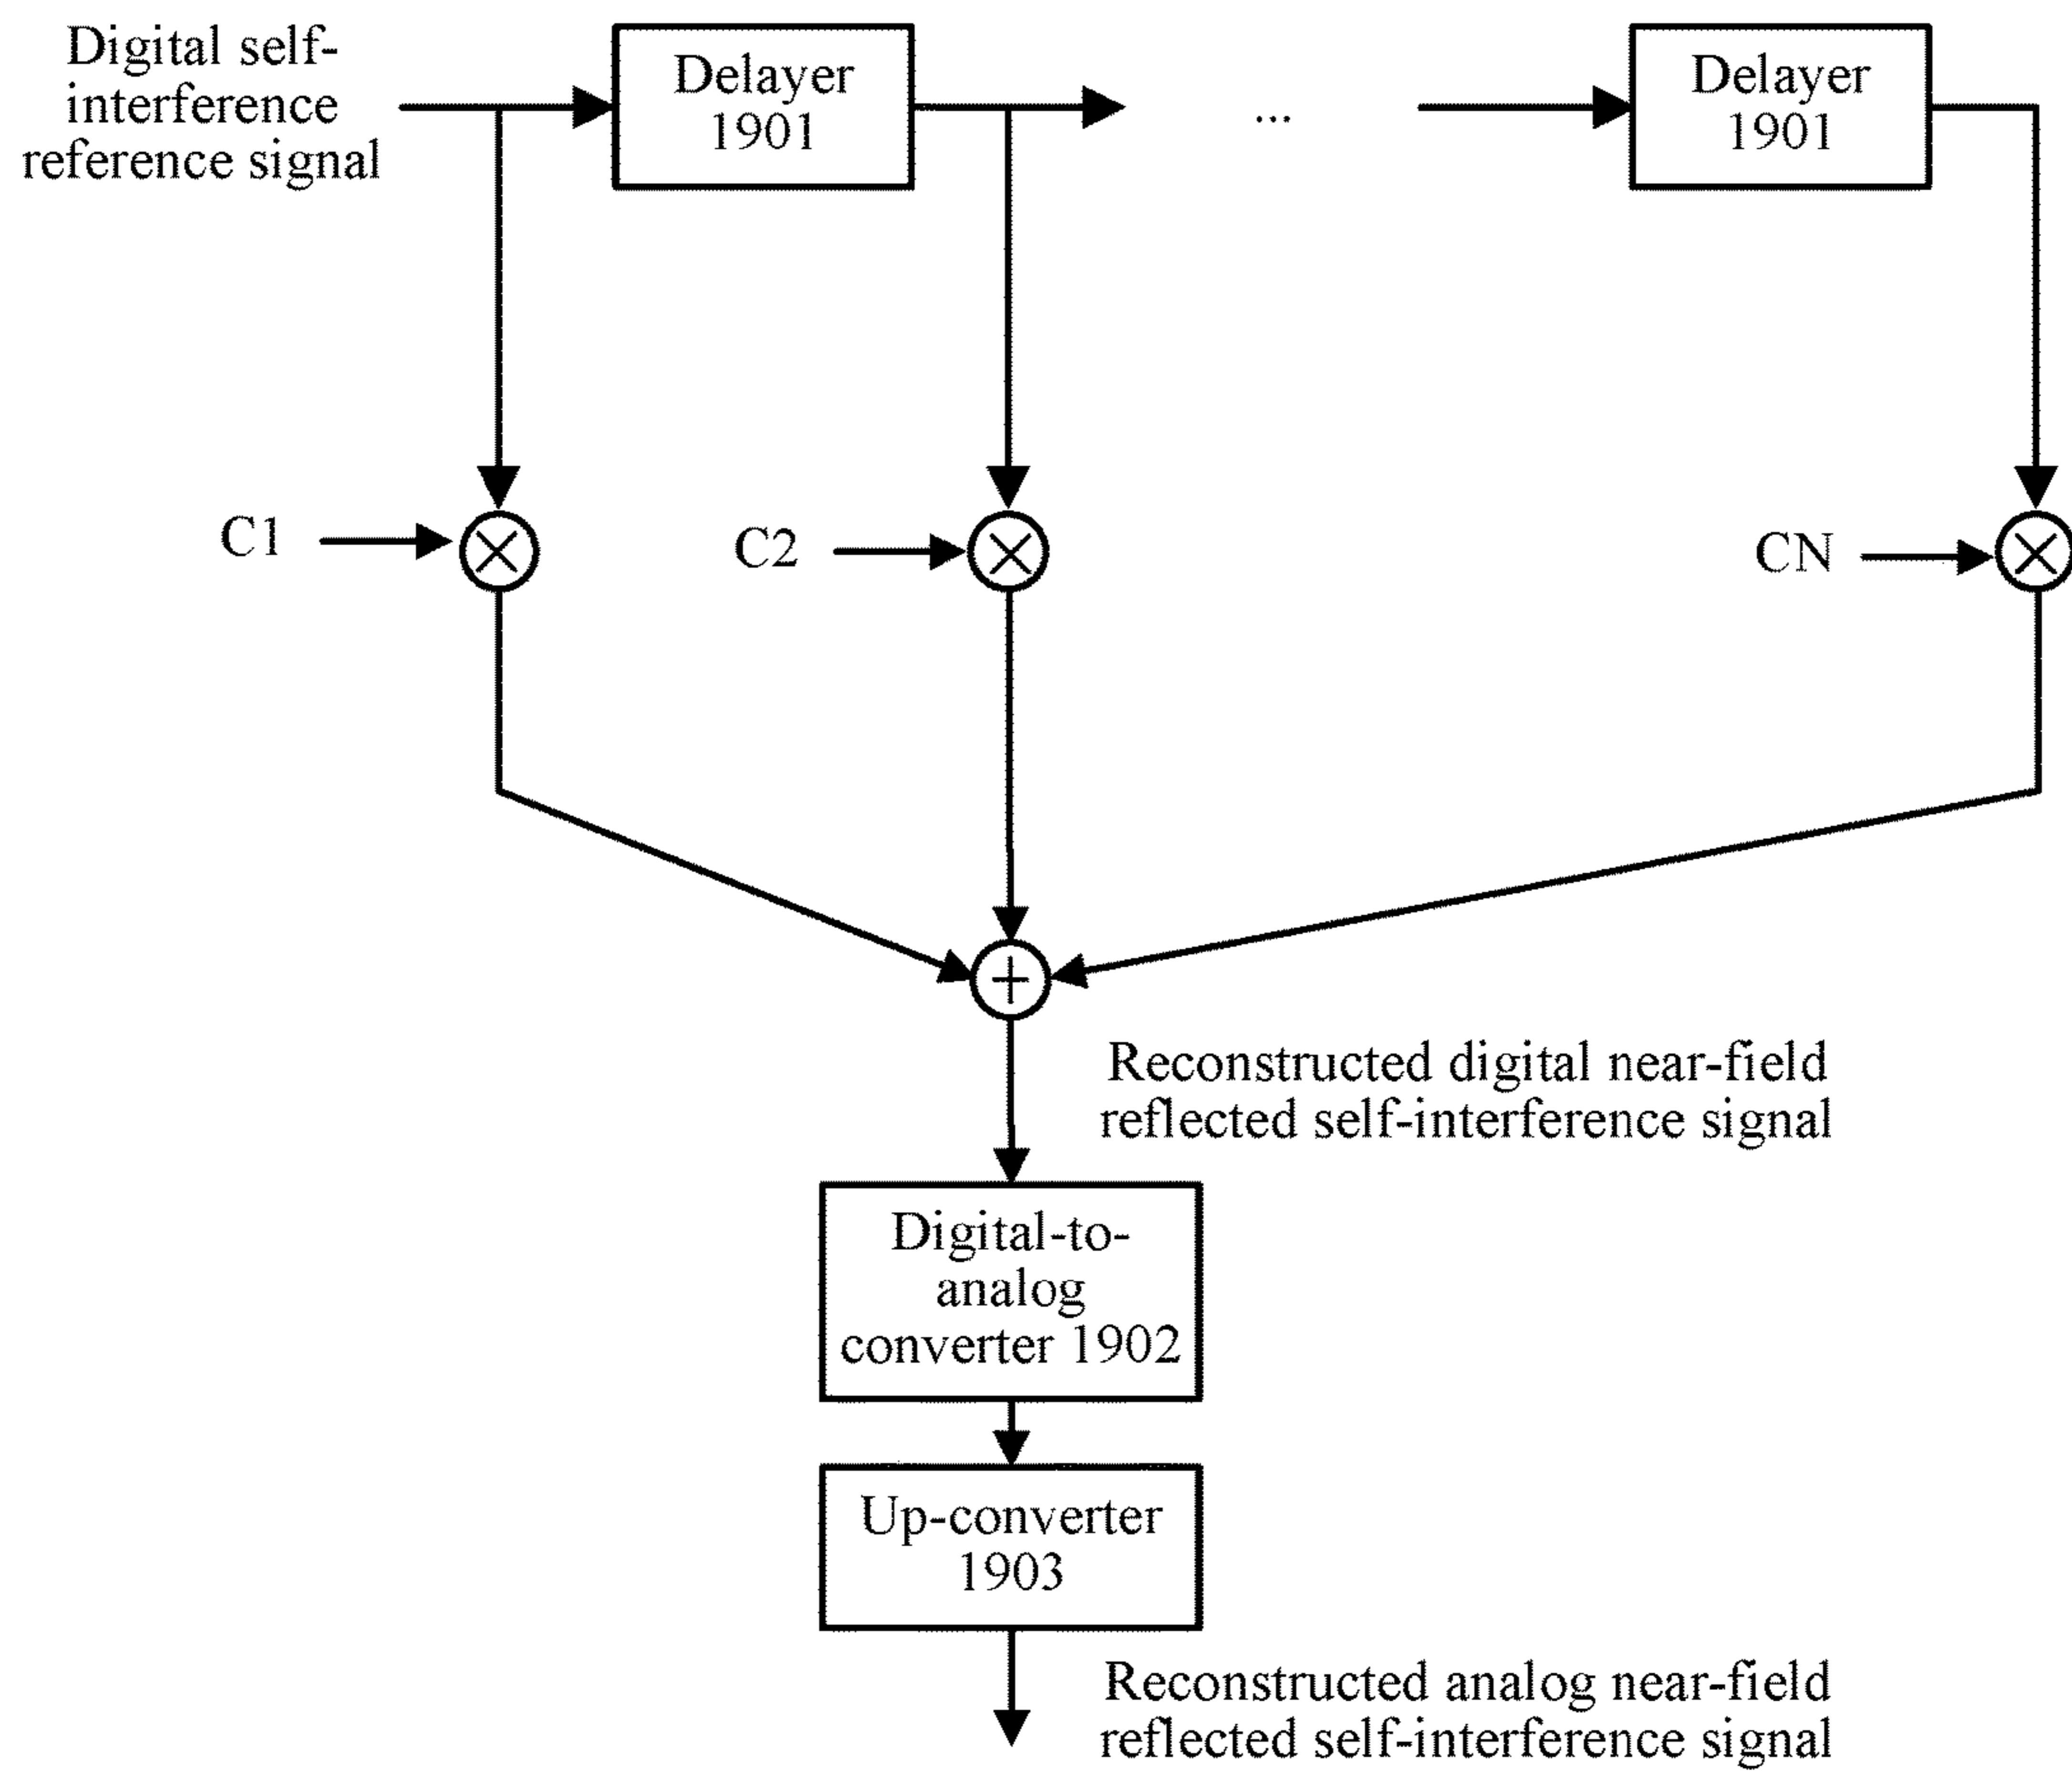 Digital self-
interference
reference signal
Delayer
1901
...
Delayer
1901
C1
C2
CN
Reconstructed digital near-field
reflected self-interference signal
Digital-to-
analog
converter 1902
Up-converter
1903
Reconstructed analog near-field
reflected self-interference signal